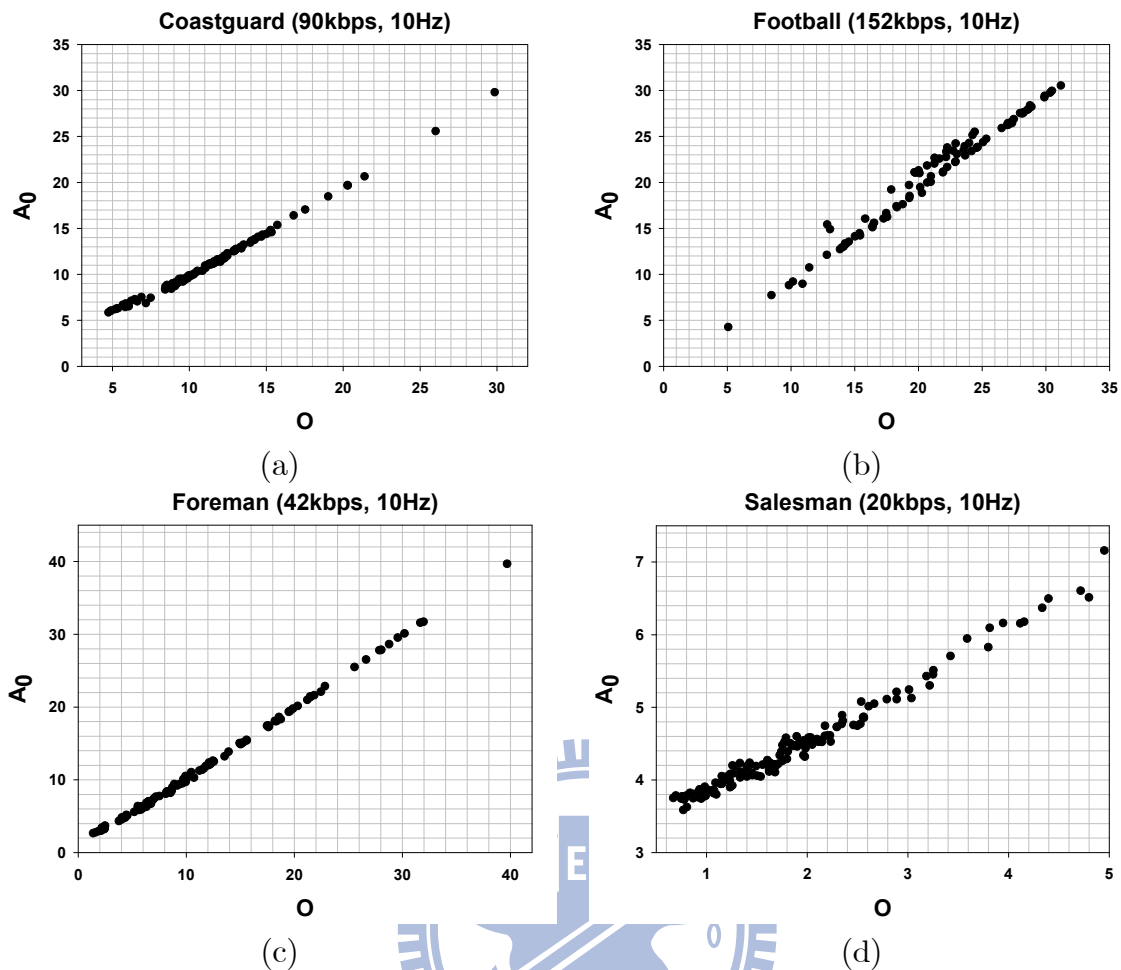 Coastguard (90kbps, 10Hz)
35
30
25
20
15
10
5
0
A0
5 10 15 20 25 30
O
(a)
Football (152kbps, 10Hz)
35
30
25
20
15
10
5
0
A0
0 5 10 15 20 25 30 35
O
(b)
Foreman (42kbps, 10Hz)
40
30
20
10
0
A0
0 10 20 30 40
O
(c)
Salesman (20kbps, 10Hz)
7
6
5
4
3
A0
1 2 3 4 5
O
(d)
E